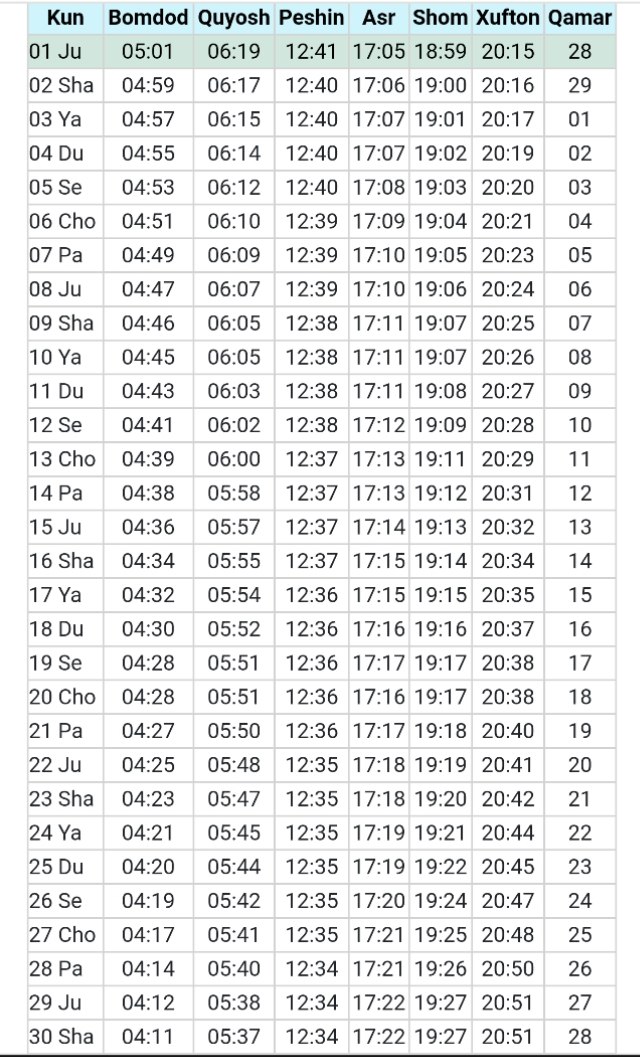 Kun Bomdod Quyosh Peshin Asr Shom Xufton Qamar
01 Ju 05:01 06:19 12:41 17:05 18:59 20:15 28
02 Sha 04:59 06:17 12:40 17:06 19:00 20:16 29
03 Ya 04:57 06:15 12:40 17:07 19:01 20:17 01
04 Du 04:55 06:14 12:40 17:07 19:02 20:19 02
05 Se 04:53 06:12 12:40 17:08 19:03 20:20 03
06 Cho 04:51 06:10 12:39 17:09 19:04 20:21 04
07 Pa 04:49 06:09 12:39 17:10 19:05 20:23 05
08 Ju 04:47 06:07 12:39 17:10 19:06 20:24 06
09 Sha 04:46 06:05 12:38 17:11 19:07 20:25 07
10 Ya 04:45 06:05 12:38 17:11 19:07 20:26 08
11 Du 04:43 06:03 12:38 17:11 19:08 20:27 09
12 Se 04:41 06:02 12:38 17:12 19:09 20:28 10
13 Cho 04:39 06:00 12:37 17:13 19:11 20:29 11
14 Pa 04:38 05:58 12:37 17:13 19:12 20:31 12
15 Ju 04:36 05:57 12:37 17:14 19:13 20:32 13
16 Sha 04:34 05:55 12:37 17:15 19:14 20:34 14
17 Ya 04:32 05:54 12:36 17:15 19:15 20:35 15
18 Du 04:30 05:52 12:36 17:16 19:16 20:37 16
19 Se 04:28 05:51 12:36 17:17 19:17 20:38 17
20 Cho 04:28 05:51 12:36 17:16 19:17 20:38 18
21 Pa 04:27 05:50 12:36 17:17 19:18 20:40 19
22 Ju 04:25 05:48 12:35 17:18 19:19 20:41 20
23 Sha 04:23 05:47 12:35 17:18 19:20 20:42 21
24 Ya 04:21 05:45 12:35 17:19 19:21 20:44 22
25 Du 04:20 05:44 12:35 17:19 19:22 20:45 23
26 Se 04:19 05:42 12:35 17:20 19:24 20:47 24
27 Cho 04:17 05:41 12:35 17:21 19:25 20:48 25
28 Pa 04:14 05:40 12:34 17:21 19:26 20:50 26
29 Ju 04:12 05:38 12:34 17:22 19:27 20:51 27
30 Sha 04:11 05:37 12:34 17:22 19:27 20:51 28